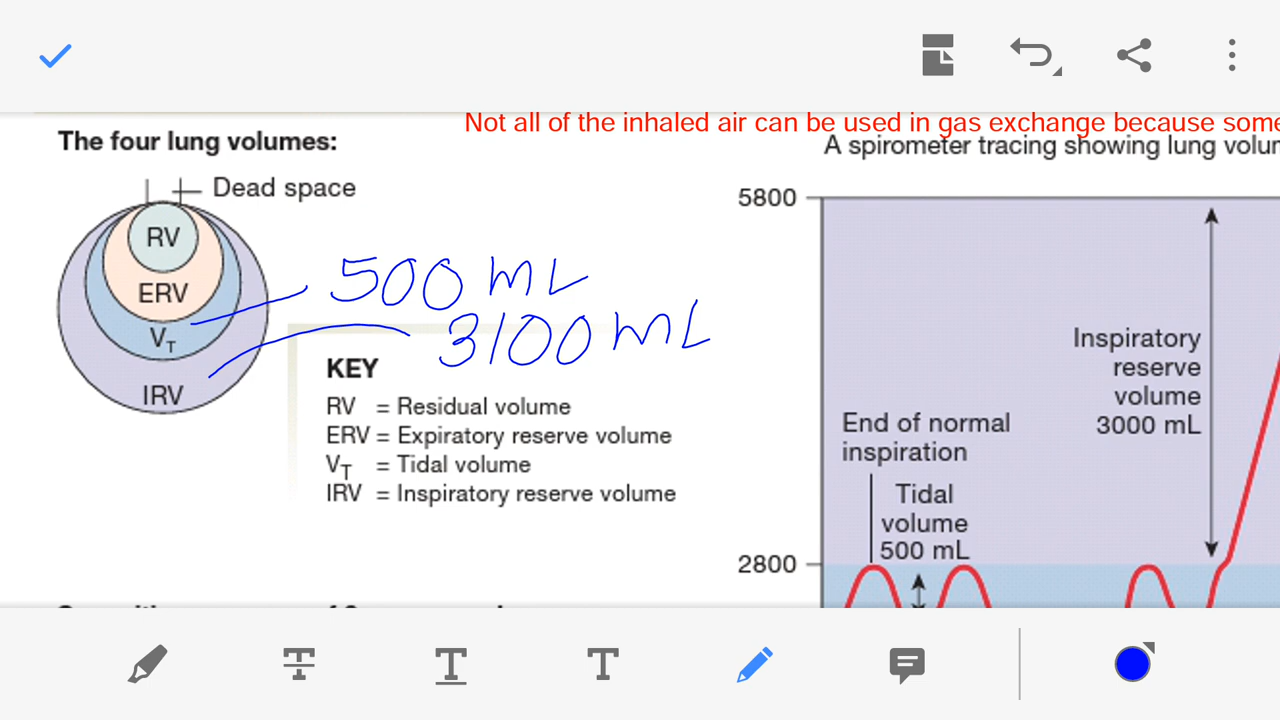 Not all of the inhaled air can be used in gas exchange because some
The four lung volumes:
Dead space
RV
ERV
VT
IRV
500 mL
3100 mL
KEY
RV = Residual volume
ERV = Expiratory reserve volume
VT = Tidal volume
IRV = Inspiratory reserve volume
A spirometer tracing showing lung
5800
Inspiratory
reserve
volume
3000 mL
End of normal
inspiration
Tidal
volume
500 mL
2800
T
T
T